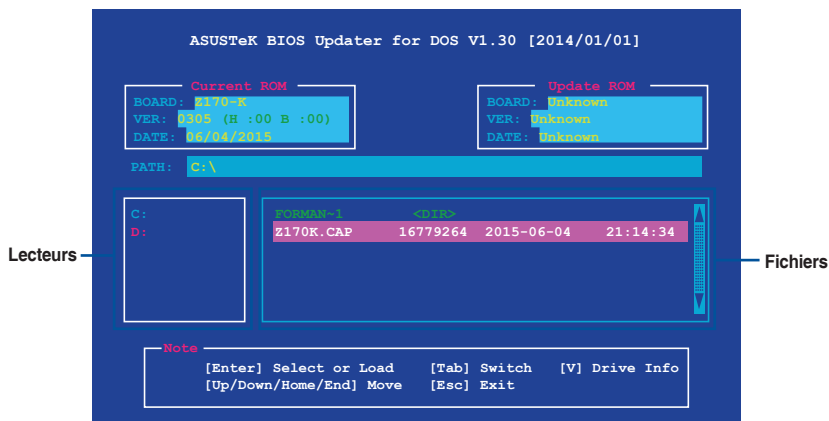 ASUSTeK BIOS Updater for DOS V1.30 [2014/01/01]
Current ROM
BOARD: Z170-K
VER: 0305 (H :00 B :00)
DATE: 06/04/2015
Update ROM
BOARD: Unknown
VER: Unknown
DATE: Unknown
PATH: C:\
Lecteurs
C:
D:
FORMAN~1 <DIR>
Z170K.CAP 16779264 2015-06-04 21:14:34
Fichiers
Note
[Enter] Select or Load [Tab] Switch [V] Drive Info
[Up/Down/Home/End] Move [Esc] Exit